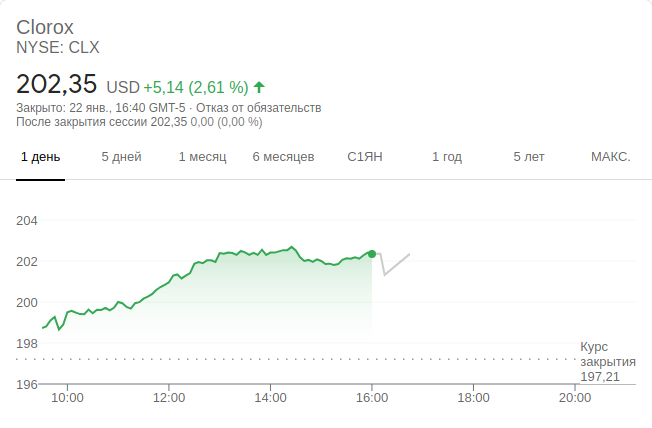 Clorox
NYSE: CLX
202,35 USD +5,14 (2,61 %)
Закрыто: 22 янв., 16:40 GMT-5 · Отказ от обязательств
После закрытия сессии 202,35 0,00 (0,00 %)
1 день 5 дней 1 месяц 6 месяцев С1ЯН 1 год 5 лет МАКС.
204
202
200
198
Курс
закрытия
197,21
196
10:00 12:00 14:00 16:00 18:00 20:00